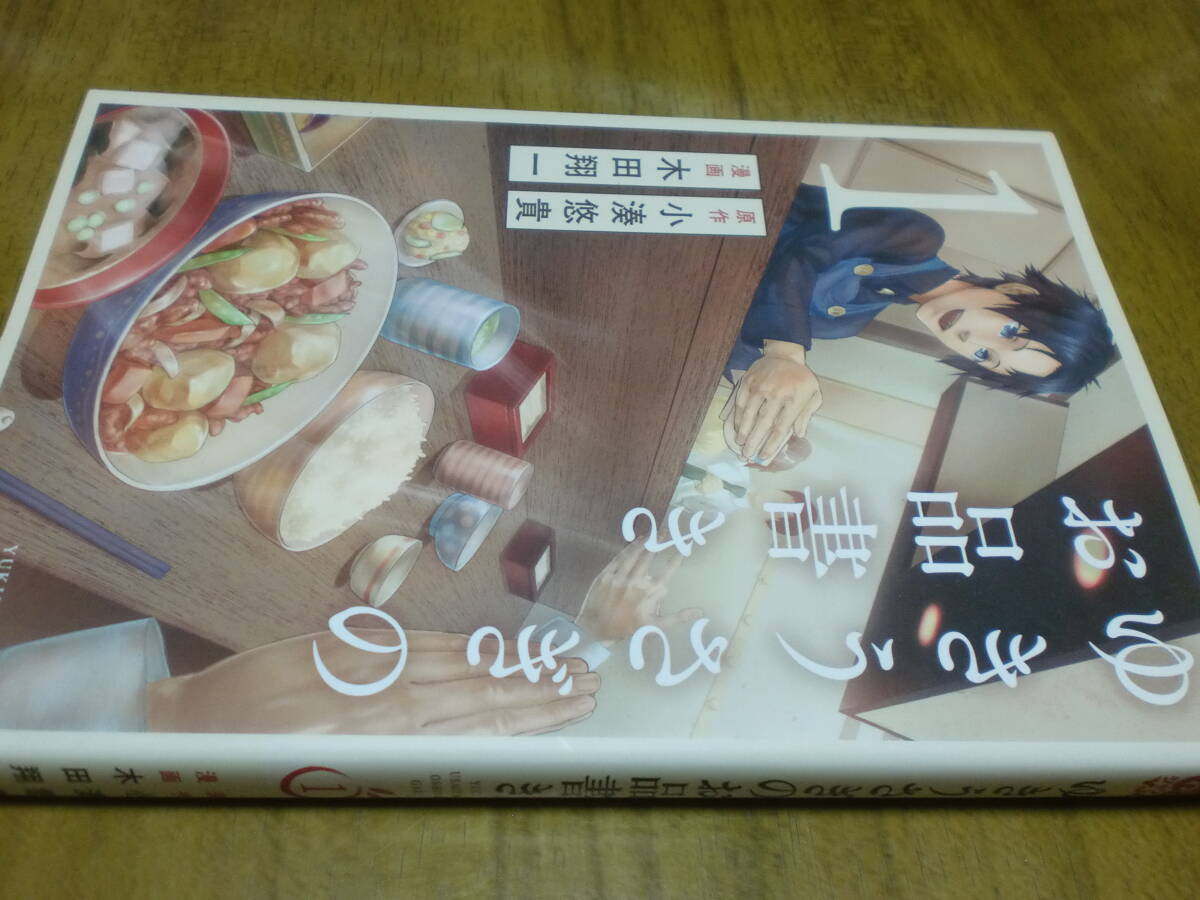 ゆきうさぎの
お品書き
1
漫画 木田翔一
原作 小湊悠貴
ゆきうさぎのお品書き
1
漫画 木田翔